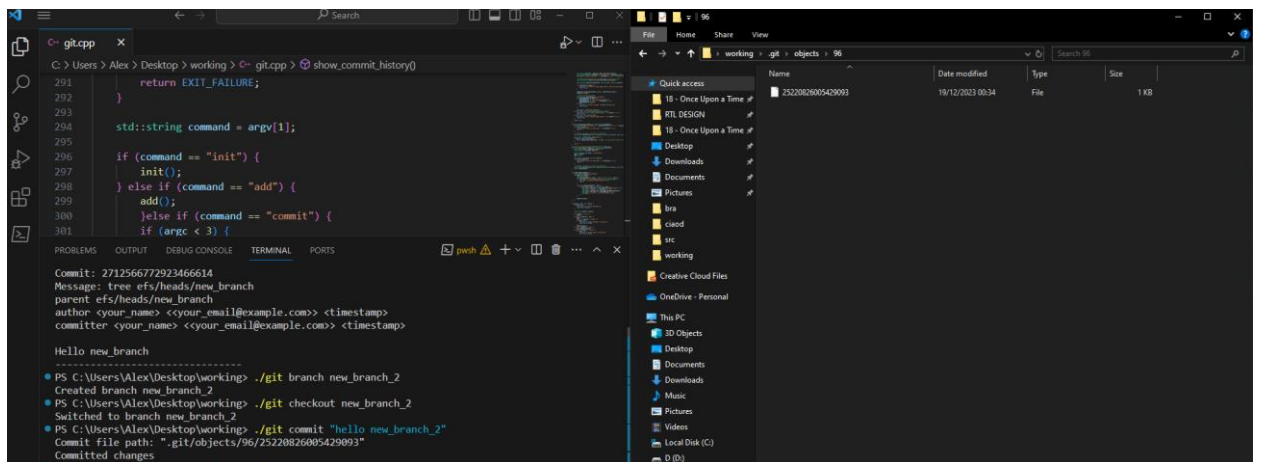 Search
git.cpp
C: > Users > Alex > Desktop > working > git.cpp > show_commit_history()
291 return EXIT_FAILURE;
292 }
293
294 std::string command = argv[1];
295
296 if (command == "init") {
297 init();
298 } else if (command == "add") {
299 add();
300 }else if (command == "commit") {
301 if (argc < 3) {
PROBLEMS OUTPUT DEBUG CONSOLE TERMINAL PORTS
pwsh
Commit: 2712566772923466614
Message: tree efs/heads/new_branch
parent efs/heads/new_branch
author <your_name> <<your_email@example.com>> <timestamp>
committer <your_name> <<your_email@example.com>> <timestamp>
Hello new_branch
--------------------------------
PS C:\Users\Alex\Desktop\working> ./git branch new_branch_2
Created branch new_branch_2
PS C:\Users\Alex\Desktop\working> ./git checkout new_branch_2
Switched to branch new_branch_2
PS C:\Users\Alex\Desktop\working> ./git commit "hello new_branch_2"
Commit file path: ".git/objects/96/25220826005429093"
Committed changes
96
File Home Share View
working > .git > objects > 96
Search 96
Name Date modified Type Size
25220826005429093 19/12/2023 00:34 File 1 KB
Quick access
18 - Once Upon a Time
RTL DESIGN
18 - Once Upon a Time
Desktop
Downloads
Documents
Pictures
bra
ciaod
src
working
Creative Cloud Files
OneDrive - Personal
This PC
3D Objects
Desktop
Documents
Downloads
Music
Pictures
Videos
Local Disk (C:)
D (D:)